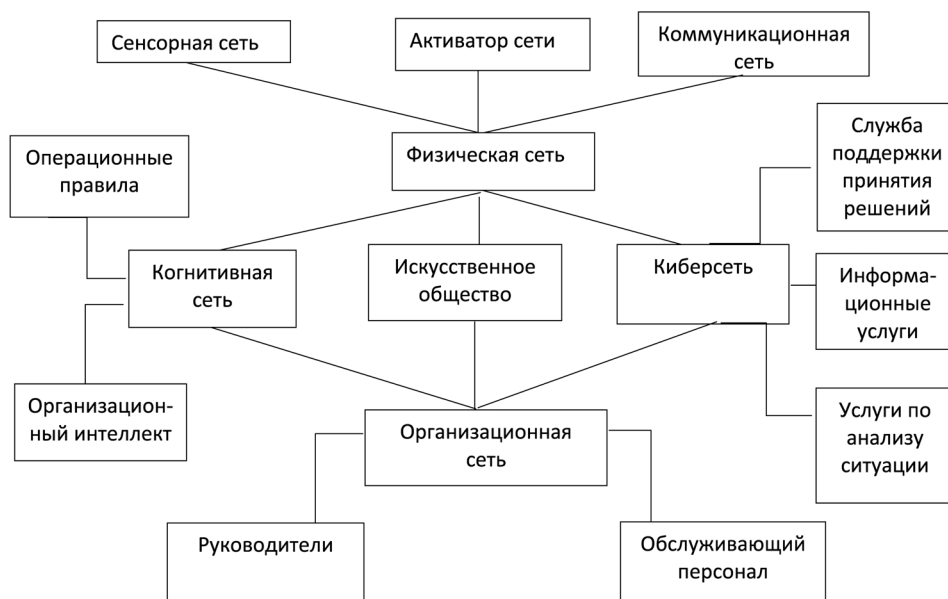 Сенсорная сеть
Активатор сети
Коммуникационная
сеть
Операционные
правила
Физическая сеть
Служба
поддержки
принятия
решений
Когнитивная
сеть
Искусственное
общество
Киберсеть
Информа-
ционные
услуги
Организацион-
ный интеллект
Организационная
сеть
Услуги по
анализу
ситуации
Руководители
Обслуживающий
персонал